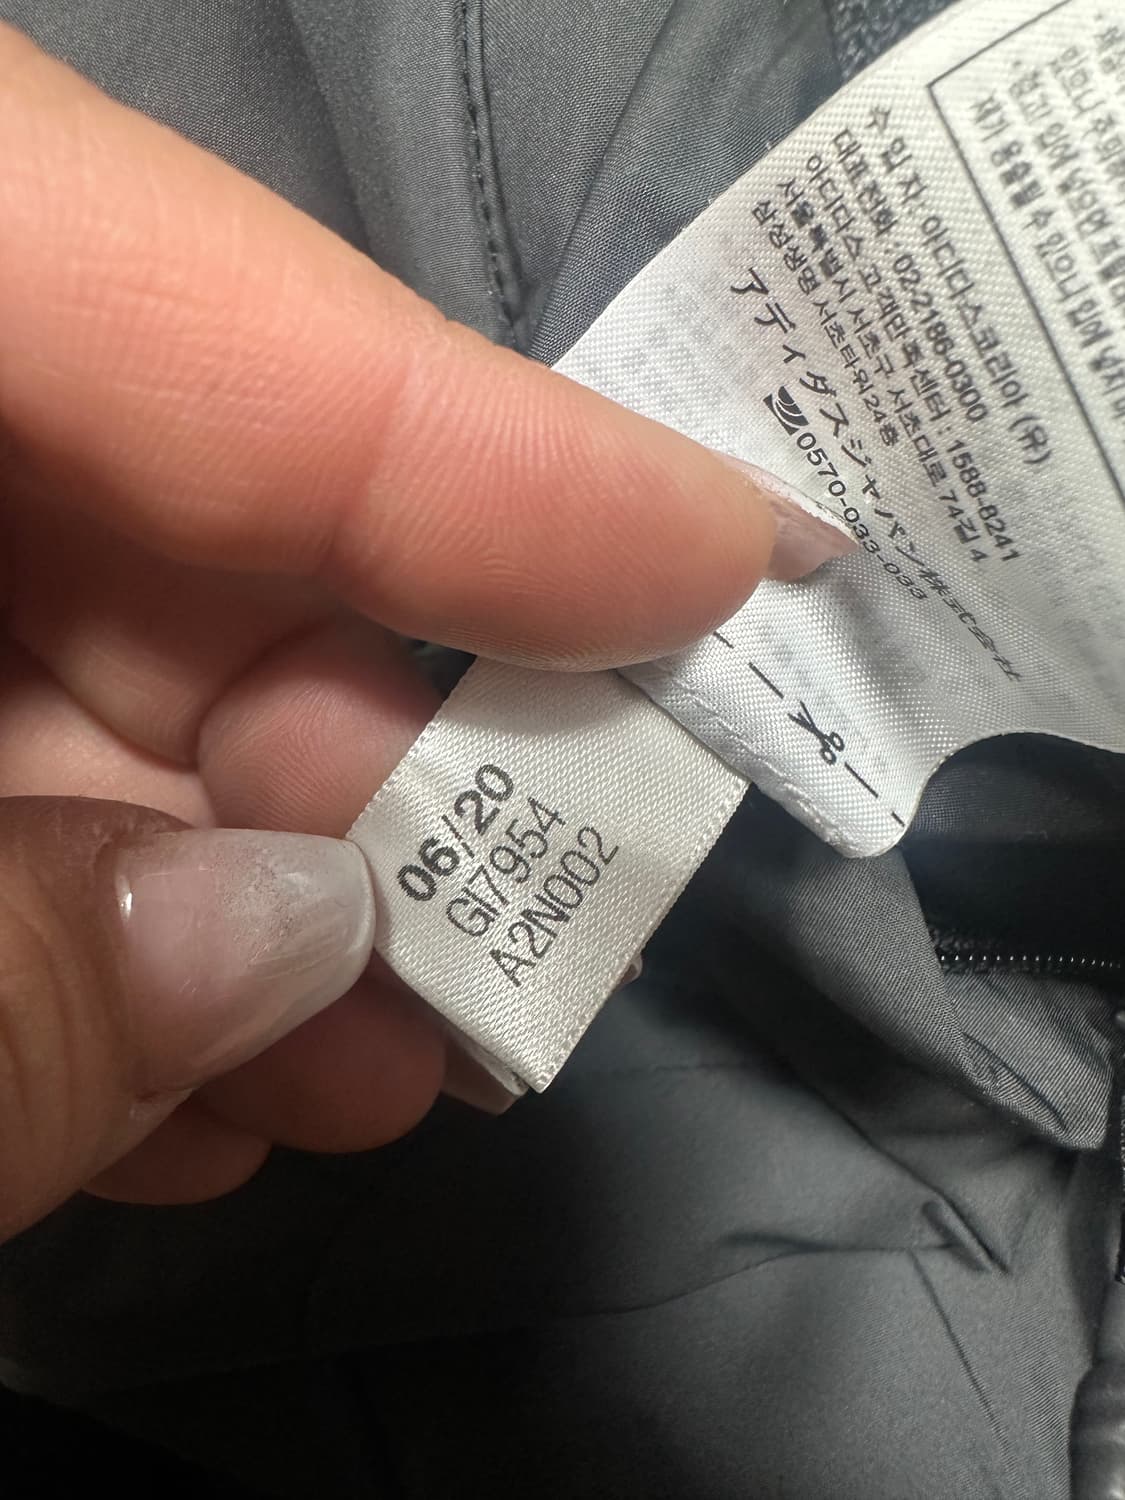 수 입 자: 아디다스코리아 (유)
대표전화 : 02-2186-0300
아디다스 고객만족센터 : 1588-8241
서울특별시 서초구 서초대로 74길 4
삼성생명 서초타워 24층
アディダスジャパン株式会社
0570-033-033
06/20
GI7954
A2N002